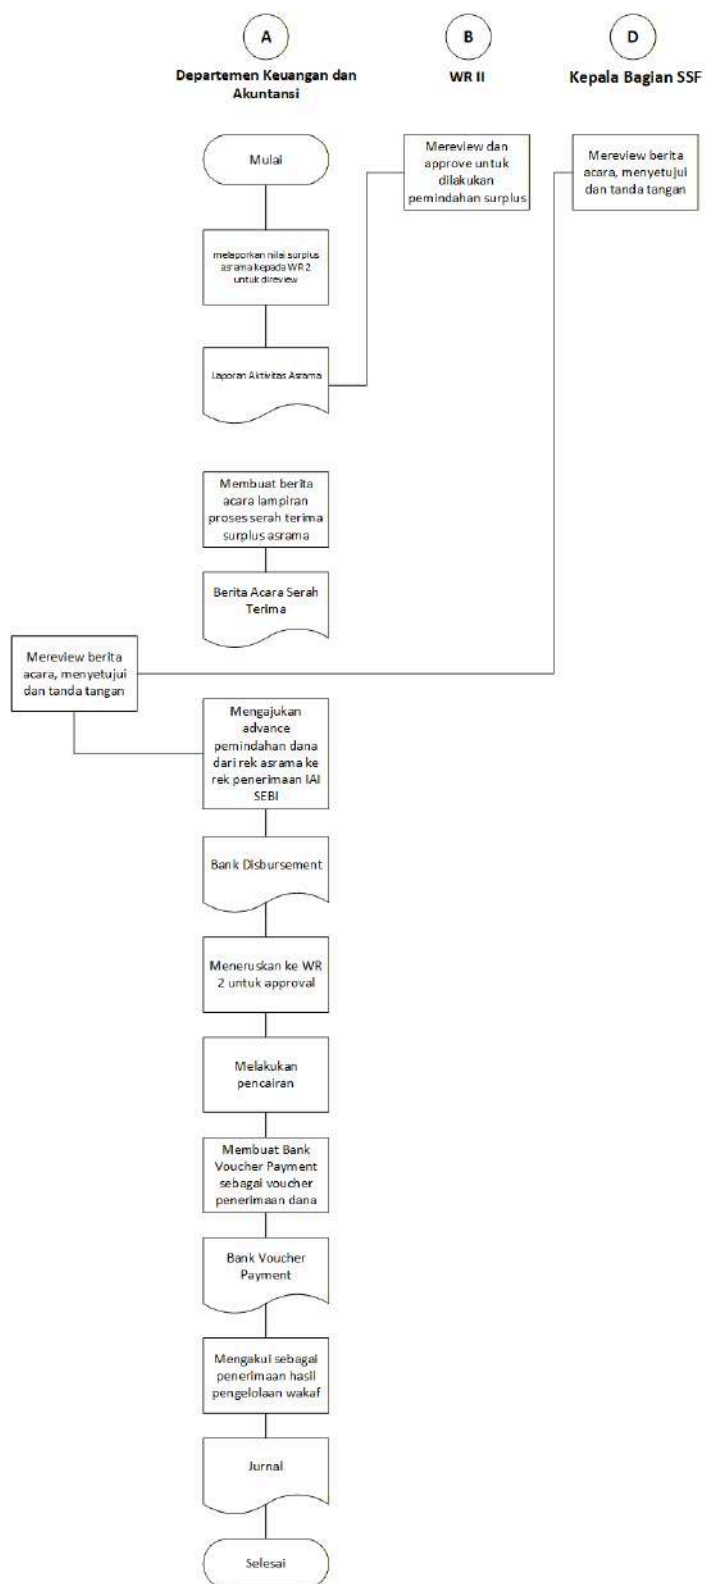 A
Departemen Keuangan dan
Akuntansi
B
WR II
D
Kepala Bagian SSF
Mulai
Mereview dan
approve untuk
dilakukan
pemindahan surplus
Mereview berita
acara, menyetujui
dan tanda tangan
melaporkan nilai surplus
asrama kepada WR 2
untuk direview
Laporan Aktivitas Asrama
Membuat berita
acara lampiran
proses serah terima
surplus asrama
Berita Acara Serah
Terima
Mereview berita
acara, menyetujui
dan tanda tangan
Mengajukan
advance
pemindahan dana
dari rek asrama ke
rek penerimaan IAI
SEBI
Bank Disbursement
Meneruskan ke WR
2 untuk approval
Melakukan
pencairan
Membuat Bank
Voucher Payment
sebagai voucher
penerimaan dana
Bank Voucher
Payment
Mengakui sebagai
penerimaan hasil
pengelolaan wakaf
Jurnal
Selesai